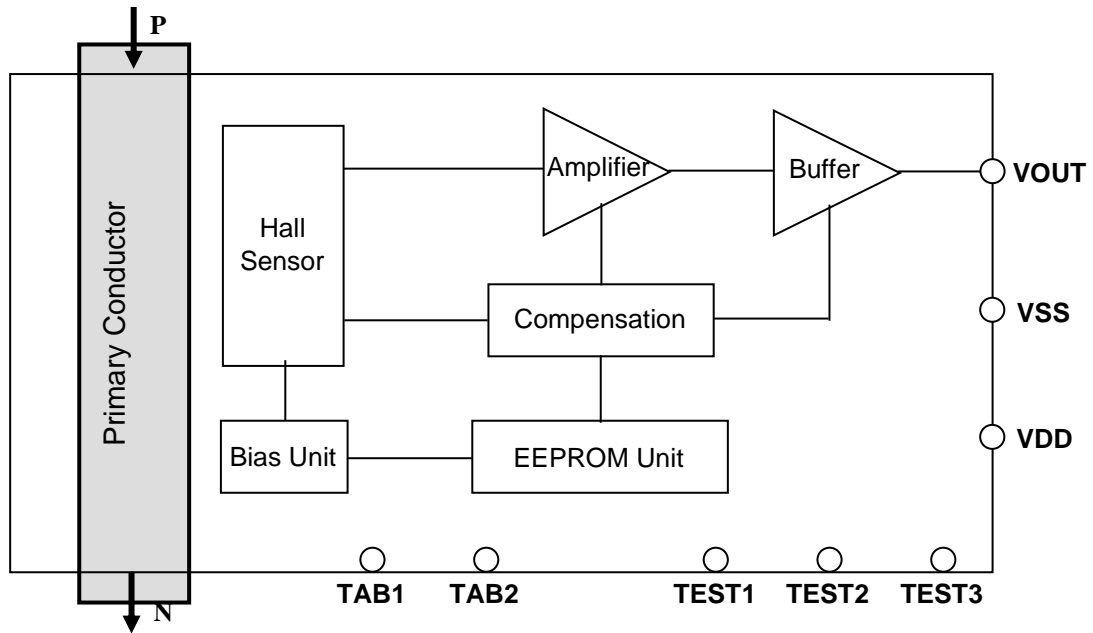 P
Primary Conductor
Hall
Sensor
Amplifier
Buffer
VOUT
Compensation
VSS
VDD
Bias Unit
EEPROM Unit
TAB1
TAB2
TEST1
TEST2
TEST3
N